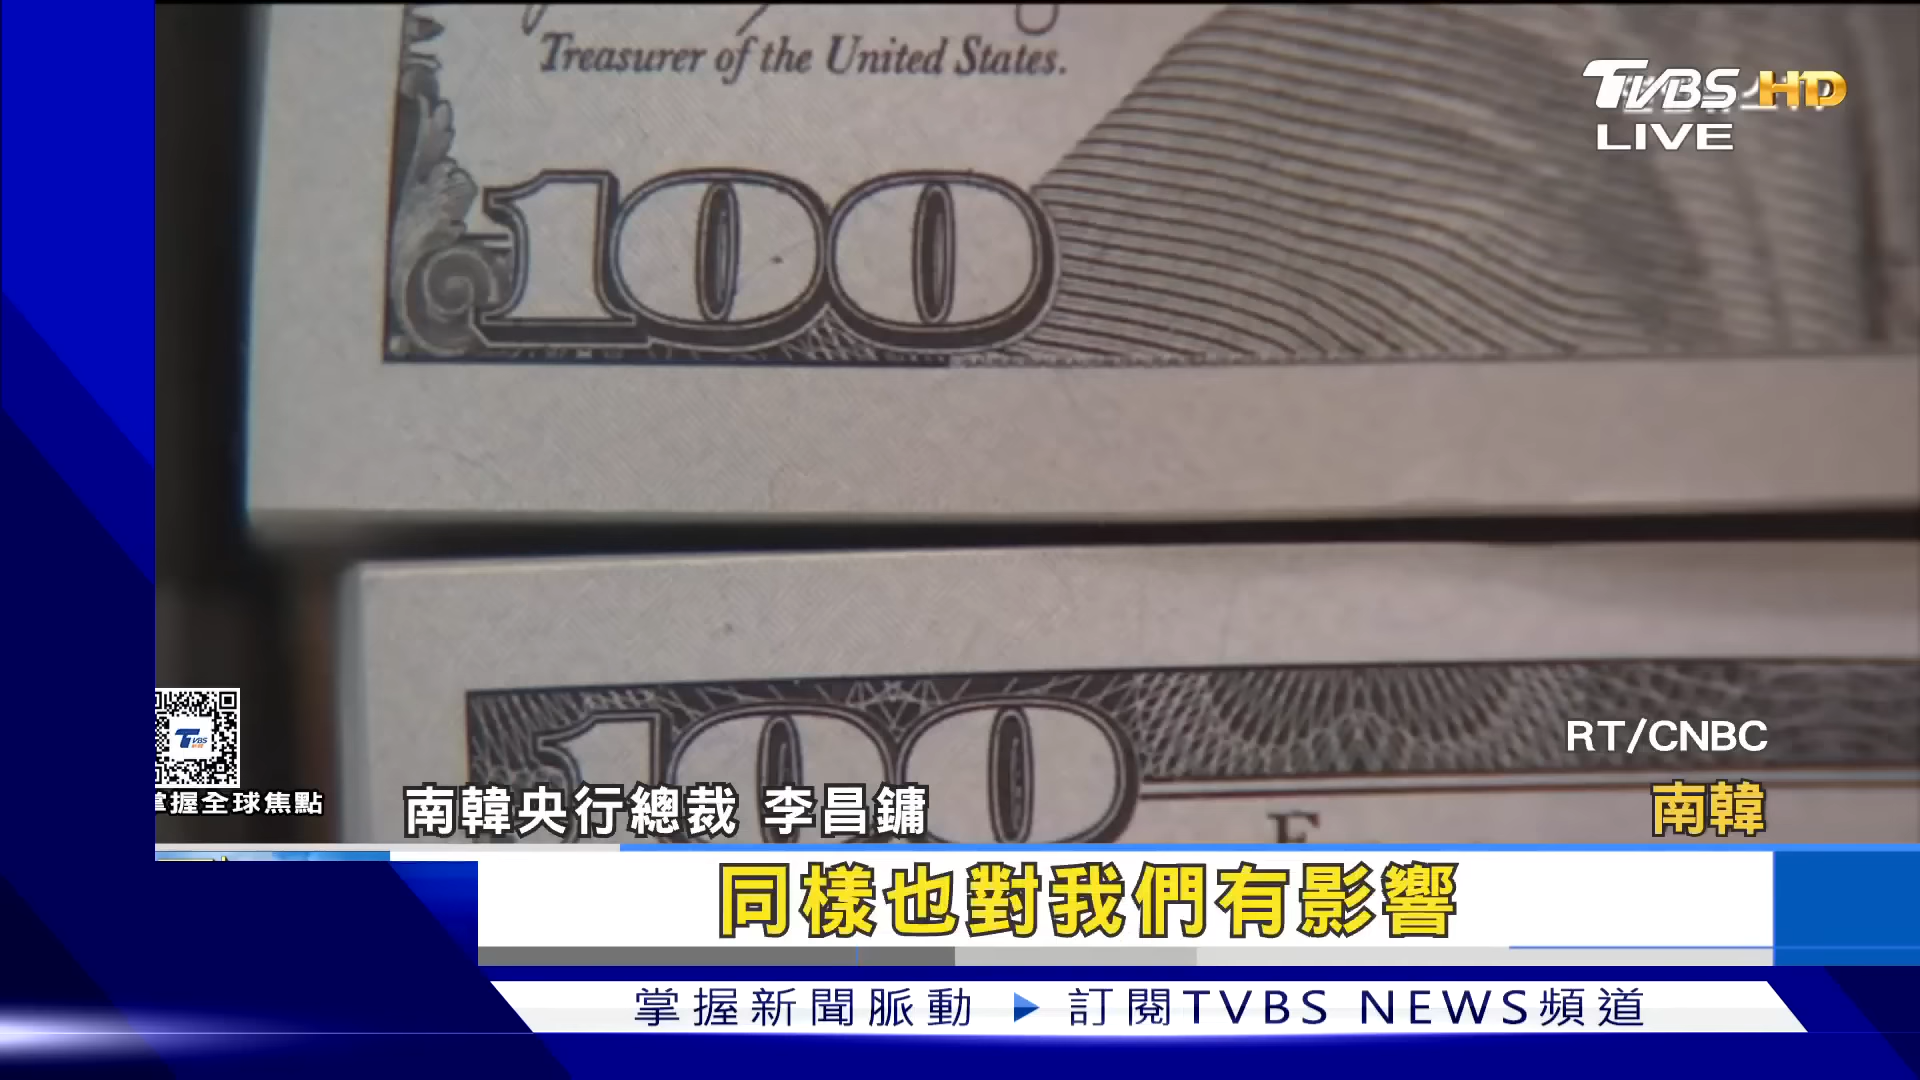 Treasurer of the United States.
TVBS HD
LIVE
100
TVBS
RT/CNBC
掌握全球焦點
100
南韓央行總裁 李昌鏞
南韓
同樣也對我們有影響
掌握新聞脈動 ▶ 訂閱TVBS NEWS頻道